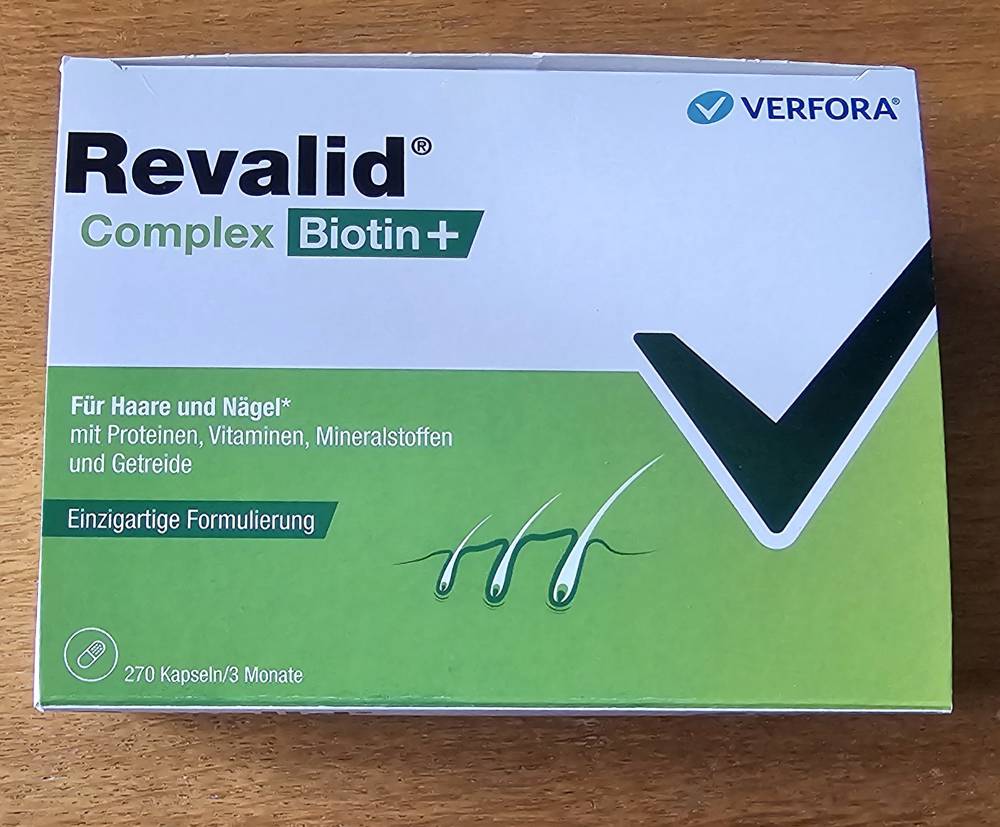 VERFORA®
Revalid®
Complex Biotin+
Für Haare und Nägel*
mit Proteinen, Vitaminen, Mineralstoffen
und Getreide
Einzigartige Formulierung
270 Kapseln/3 Monate